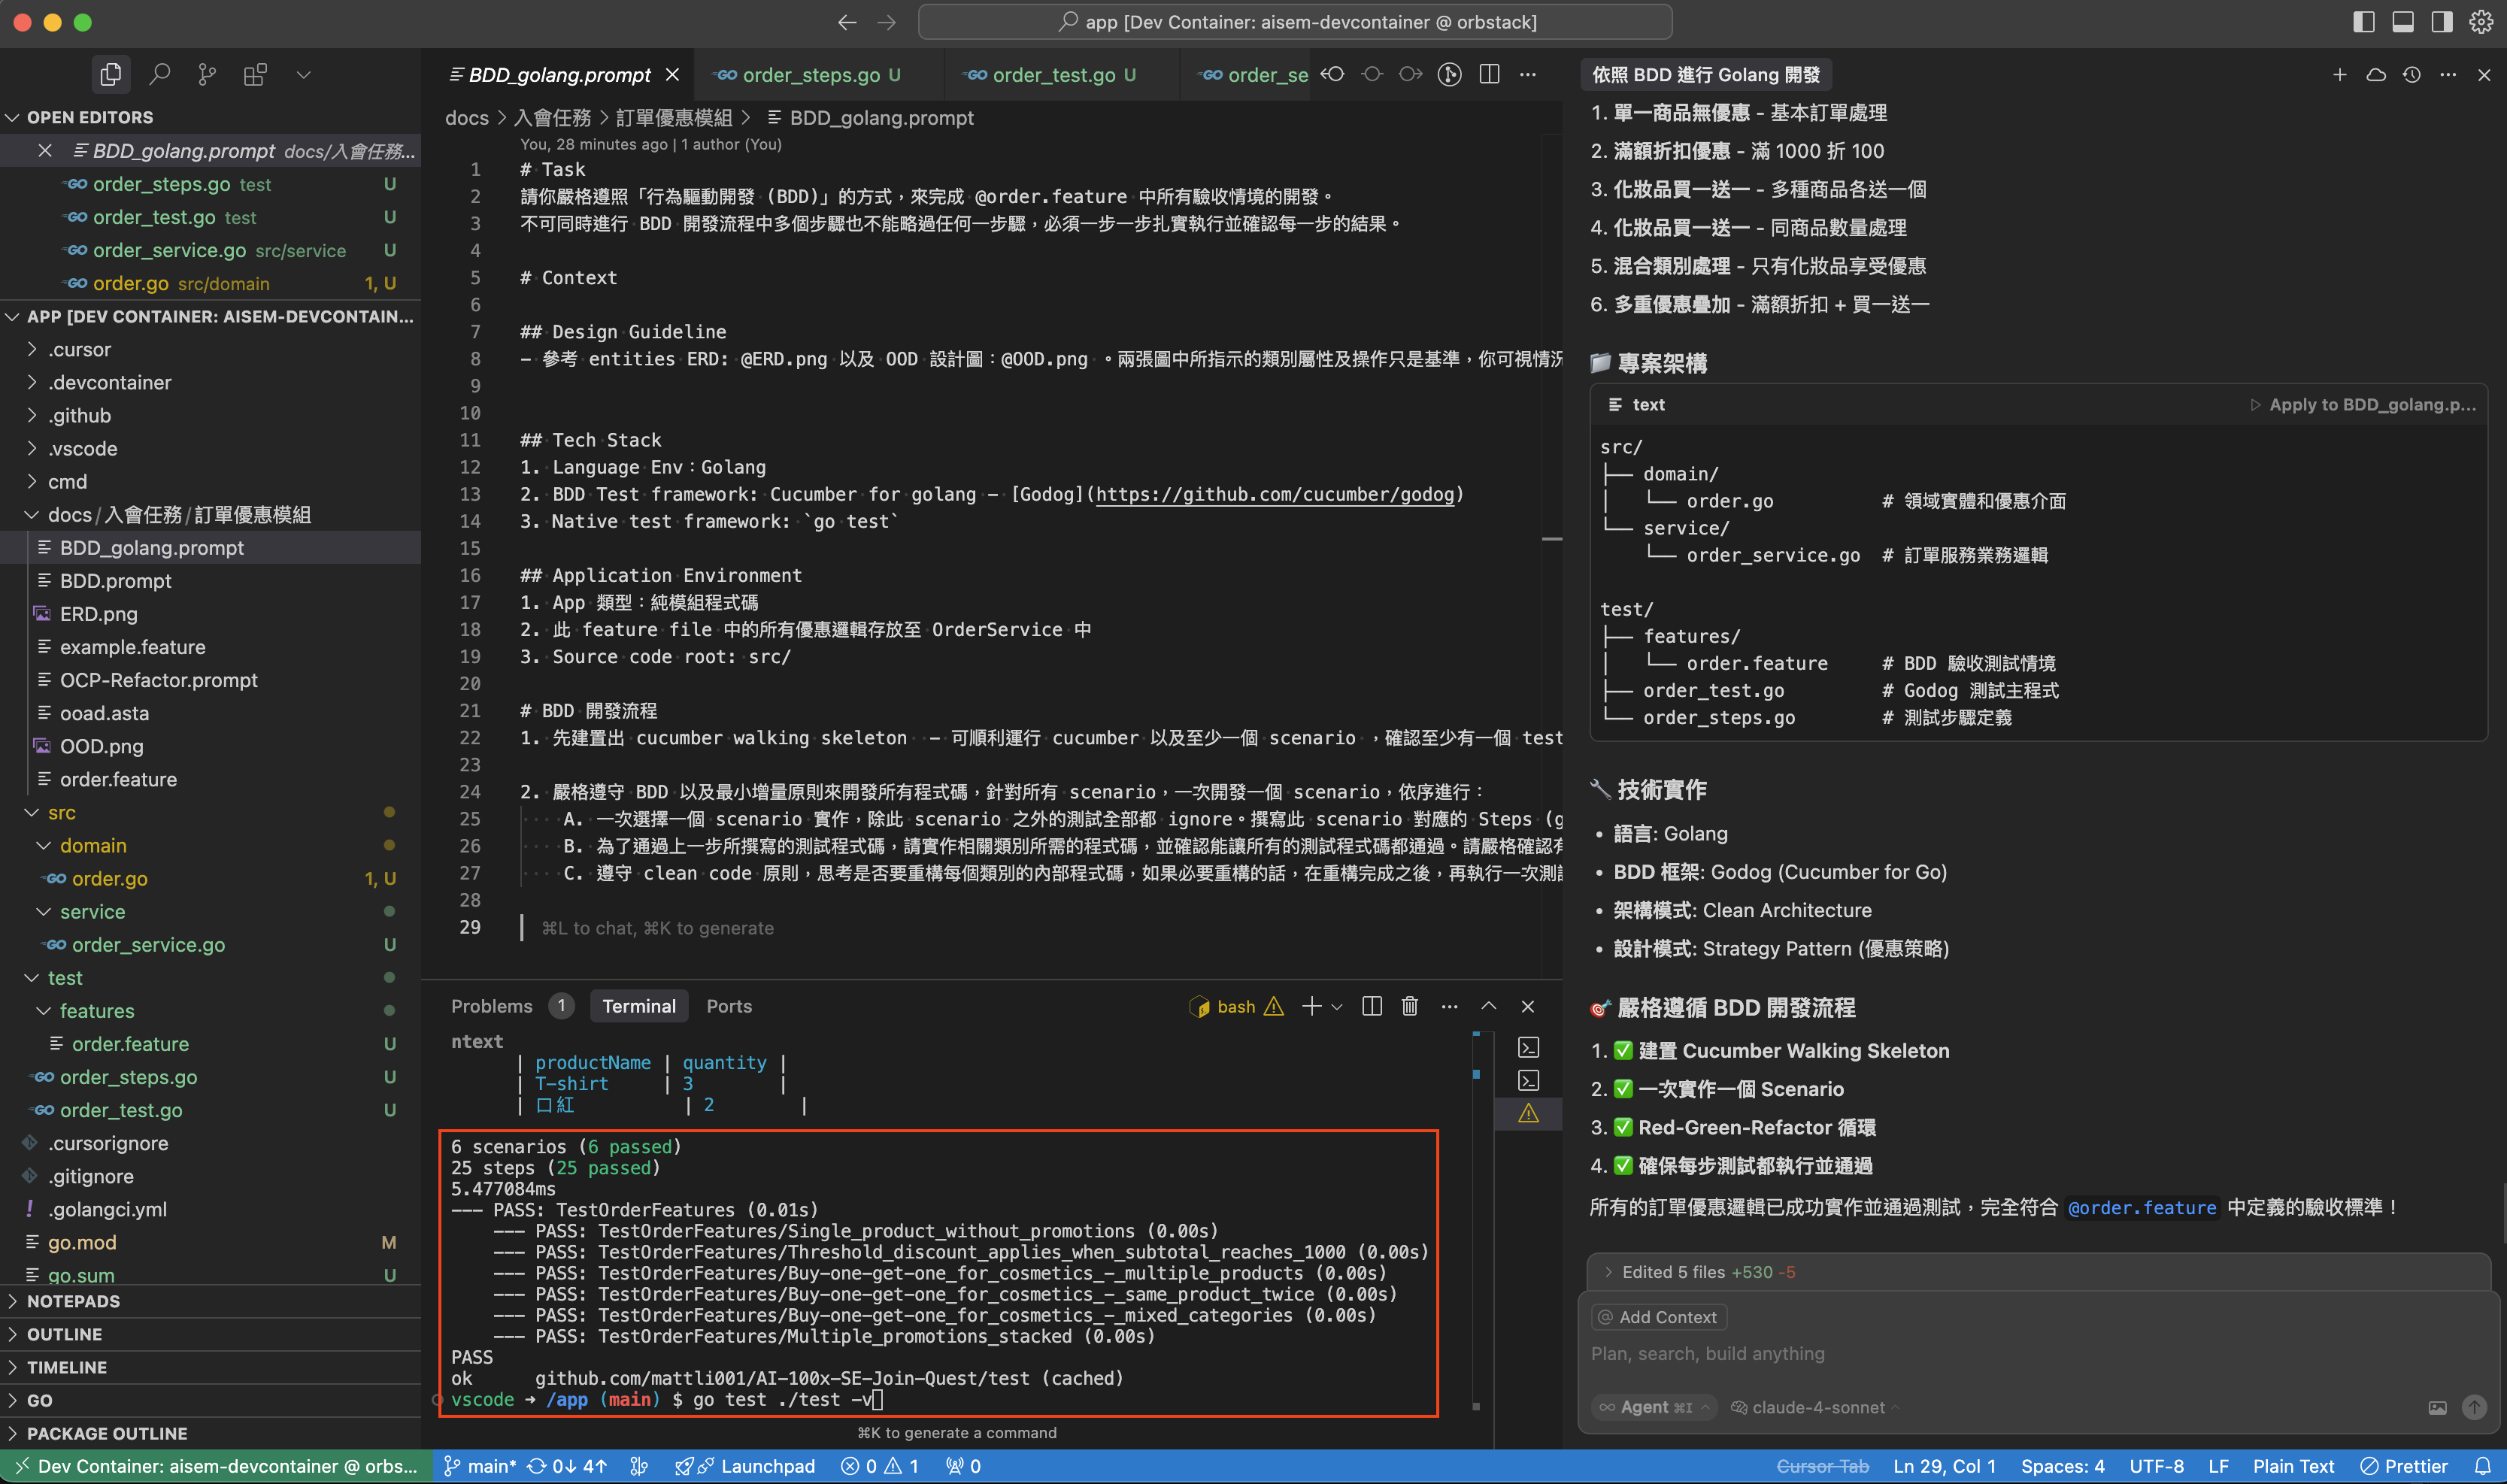 app [Dev Container: aisem-devcontainer @ orbstack]
OPEN EDITORS
BDD_golang.prompt docs/入會任務...
order_steps.go test U
order_test.go test U
order_service.go src/service U
order.go src/domain 1, U
APP [DEV CONTAINER: AISEM-DEVCONTAIN...
.cursor
.devcontainer
.github
.vscode
cmd
docs/入會任務/訂單優惠模組
BDD_golang.prompt
BDD.prompt
ERD.png
example.feature
OCP-Refactor.prompt
ooad.asta
OOD.png
order.feature
src
domain
order.go 1, U
service
order_service.go U
test
features
order.feature U
order_steps.go U
order_test.go U
.cursorignore
.gitignore
.golangci.yml
go.mod M
go.sum U
NOTEPADS
OUTLINE
TIMELINE
GO
PACKAGE OUTLINE
BDD_golang.prompt order_steps.go U order_test.go U order_se
docs > 入會任務 > 訂單優惠模組 > BDD_golang.prompt
You, 28 minutes ago | 1 author (You)
1 # Task
2 請你嚴格遵照「行為驅動開發 (BDD)」的方式，來完成 @order.feature 中所有驗收情境的開發。
3 不可同時進行 BDD 開發流程中多個步驟也不能略過任何一步驟，必須一步一步扎實執行並確認每一步的結果。
4
5 # Context
6
7 ## Design Guideline
8 - 參考 entities ERD: @ERD.png 以及 OOD 設計圖：@OOD.png 。兩張圖中所指示的類別屬性及操作只是基準，你可視情況
9
10
11 ## Tech Stack
12 1. Language Env：Golang
13 2. BDD Test framework: Cucumber for golang - [Godog](https://github.com/cucumber/godog)
14 3. Native test framework: `go test`
15
16 ## Application Environment
17 1. App 類型：純模組程式碼
18 2. 此 feature file 中的所有優惠邏輯存放至 OrderService 中
19 3. Source code root: src/
20
21 # BDD 開發流程
22 1. 先建置出 cucumber walking skeleton - 可順利運行 cucumber 以及至少一個 scenario ，確認至少有一個 test
23
24 2. 嚴格遵守 BDD 以及最小增量原則來開發所有程式碼，針對所有 scenario，一次開發一個 scenario，依序進行：
25 A. 一次選擇一個 scenario 實作，除此 scenario 之外的測試全部都 ignore。撰寫此 scenario 對應的 Steps (g
26 B. 為了通過上一步所撰寫的測試程式碼，請實作相關類別所需的程式碼，並確認能讓所有的測試程式碼都通過。請嚴格確認有
27 C. 遵守 clean code 原則，思考是否要重構每個類別的內部程式碼，如果必要重構的話，在重構完成之後，再執行一次測試
28
29 ⌘L to chat, ⌘K to generate
Problems 1 Terminal Ports bash
ntext
| productName | quantity |
| T-shirt | 3 |
| 口紅 | 2 |
6 scenarios (6 passed)
25 steps (25 passed)
5.477084ms
--- PASS: TestOrderFeatures (0.01s)
--- PASS: TestOrderFeatures/Single_product_without_promotions (0.00s)
--- PASS: TestOrderFeatures/Threshold_discount_applies_when_subtotal_reaches_1000 (0.00s)
--- PASS: TestOrderFeatures/Buy-one-get-one_for_cosmetics_-_multiple_products (0.00s)
--- PASS: TestOrderFeatures/Buy-one-get-one_for_cosmetics_-_same_product_twice (0.00s)
--- PASS: TestOrderFeatures/Buy-one-get-one_for_cosmetics_-_mixed_categories (0.00s)
--- PASS: TestOrderFeatures/Multiple_promotions_stacked (0.00s)
PASS
ok github.com/mattli001/AI-100x-SE-Join-Quest/test (cached)
vscode ➜ /app (main) $ go test ./test -v
⌘K to generate a command
依照 BDD 進行 Golang 開發
1. 單一商品無優惠 - 基本訂單處理
2. 滿額折扣優惠 - 滿 1000 折 100
3. 化妝品買一送一 - 多種商品各送一個
4. 化妝品買一送一 - 同商品數量處理
5. 混合類別處理 - 只有化妝品享受優惠
6. 多重優惠疊加 - 滿額折扣 + 買一送一
📁 專案架構
text Apply to BDD_golang.p...
src/
├── domain/
│   └── order.go # 領域實體和優惠介面
└── service/
    └── order_service.go # 訂單服務業務邏輯
test/
├── features/
│   └── order.feature # BDD 驗收測試情境
├── order_test.go # Godog 測試主程式
└── order_steps.go # 測試步驟定義
🔧 技術實作
• 語言: Golang
• BDD 框架: Godog (Cucumber for Go)
• 架構模式: Clean Architecture
• 設計模式: Strategy Pattern (優惠策略)
🎯 嚴格遵循 BDD 開發流程
1. ✅ 建置 Cucumber Walking Skeleton
2. ✅ 一次實作一個 Scenario
3. ✅ Red-Green-Refactor 循環
4. ✅ 確保每步測試都執行並通過
所有的訂單優惠邏輯已成功實作並通過測試，完全符合 @order.feature 中定義的驗收標準！
Edited 5 files +530 -5
@ Add Context
Plan, search, build anything
∞ Agent ⌘I claude-4-sonnet
Dev Container: aisem-devcontainer @ orbs... main* 0↓ 4↑ Launchpad 0 1 0 Cursor Tab Ln 29, Col 1 Spaces: 4 UTF-8 LF Plain Text Prettier